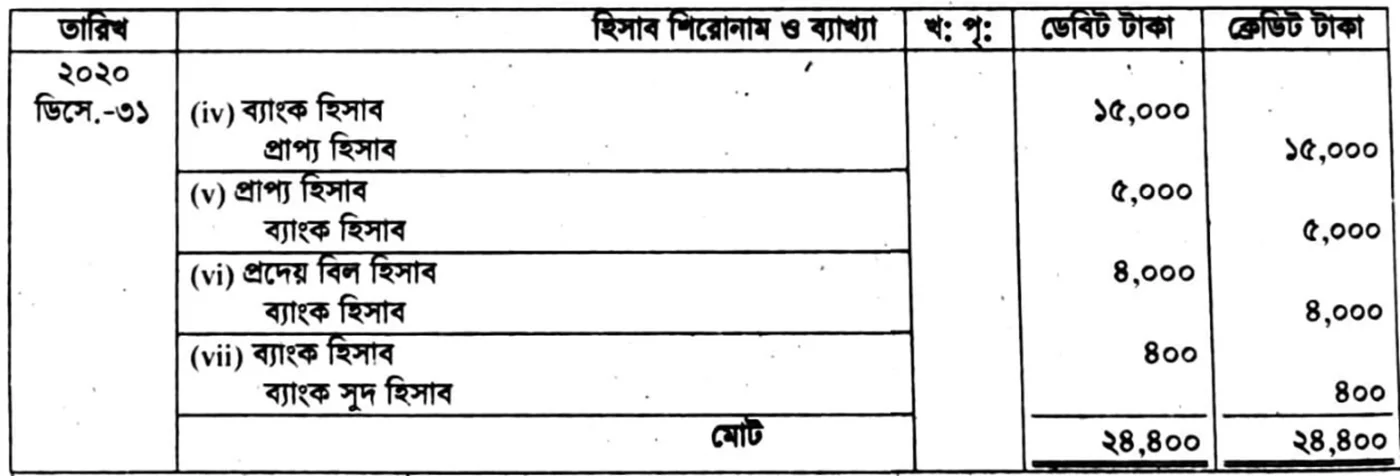 তারিখ হিসাব শিরোনাম ও ব্যাখ্যা খ: পৃ: ডেবিট টাকা ক্রেডিট টাকা
২০২০
ডিসে.-৩১ (iv) ব্যাংক হিসাব ১৫,০০০
প্রাপ্য হিসাব ১৫,০০০
(v) প্রাপ্য হিসাব ৫,০০০
ব্যাংক হিসাব ৫,০০০
(vi) প্রদেয় বিল হিসাব ৪,০০০
ব্যাংক হিসাব ৪,০০০
(vii) ব্যাংক হিসাব ৪০০
ব্যাংক সুদ হিসাব ৪০০
মোট ২৪,৪০০ ২৪,৪০০